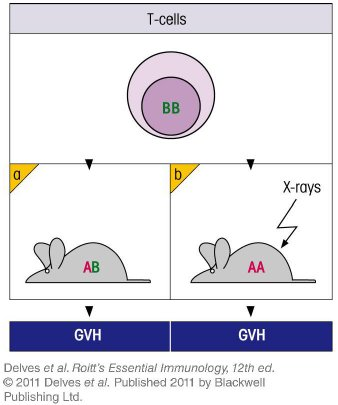 T-cells
BB
a
b
X-rays
AB
AA
GVH
GVH
Delves et al. Roitt's Essential Immunology, 12th ed.
© 2011 Delves et al. Published 2011 by Blackwell
Publishing Ltd.